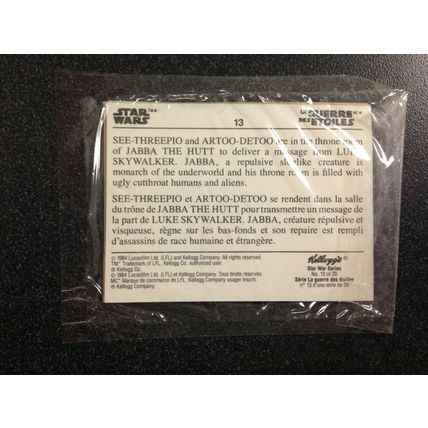 STAR WARS™
13
LA GUERRE DES ETOILES MC
SEE-THREEPIO and ARTOO-DETOO are in the throne room
of JABBA THE HUTT to deliver a message from LUKE
SKYWALKER. JABBA, a repulsive slug-like creature is
monarch of the underworld and his throne room is filled with
ugly cutthroat humans and aliens.
SEE-THREEPIO et ARTOO-DETOO se rendent dans la salle
du trône de JABBA THE HUTT pour transmettre un message de
la part de LUKE SKYWALKER. JABBA, créature répulsive et
visqueuse, règne sur les bas-fonds et son repaire est rempli
d'assassins de race humaine et étrangère.
© 1984 Lucasfilm Ltd. (LFL) and Kellogg Company. All rights reserved.
TM* Trademark of LFL. Kellogg Co. authorized user.
® Kellogg Co.
© 1984 Lucasfilm Ltd. (LFL) et Kellogg Company. Tous droits réservés.
MC* Marque de commerce de LFL. Kellogg Company usager inscrit.
® Kellogg Company.
Kellogg's®
Star War Series
No. 13 of 20
Série La guerre des étoiles
n° 13 d'une série de 20